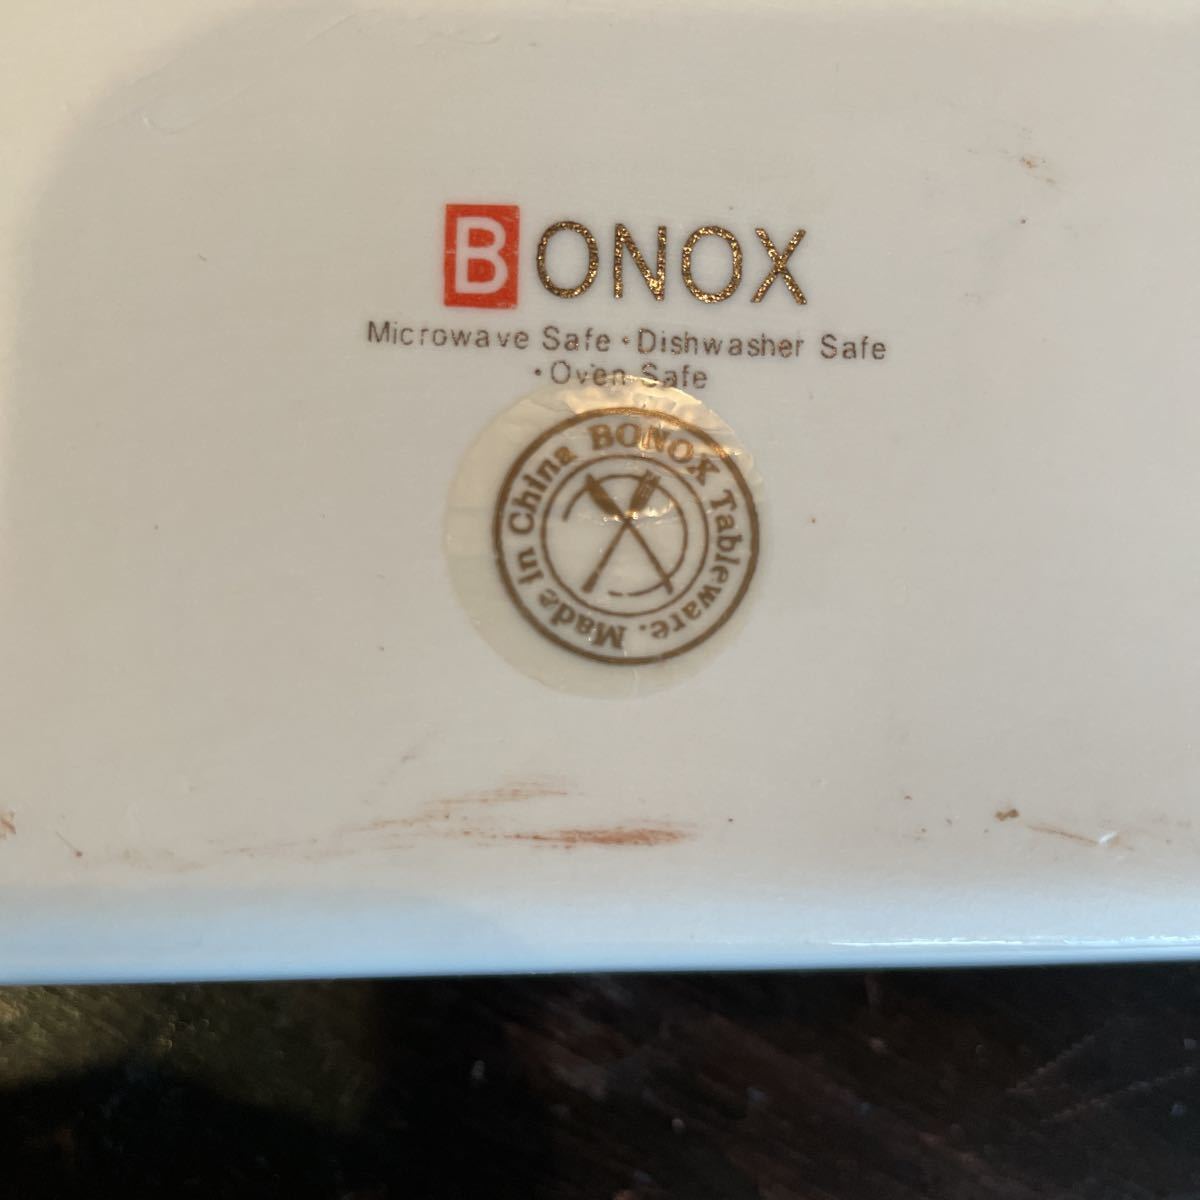 BONOX
Microwave Safe・Dishwasher Safe
・Oven Safe
Made in China BONOX Tableware.